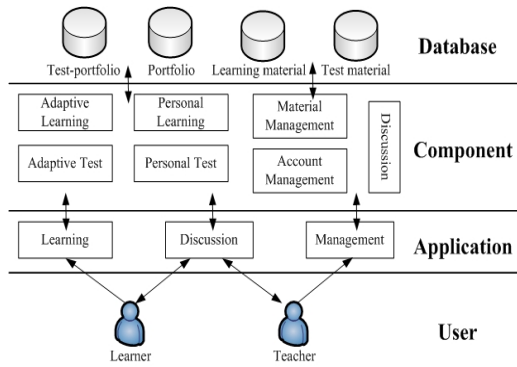 Database
Test-portfolio
Portfolio
Learning material
Test material
Adaptive
Learning
Personal
Learning
Material
Management
Discussion
Component
Adaptive Test
Personal Test
Account
Management
Learning
Discussion
Management
Application
User
Learner
Teacher